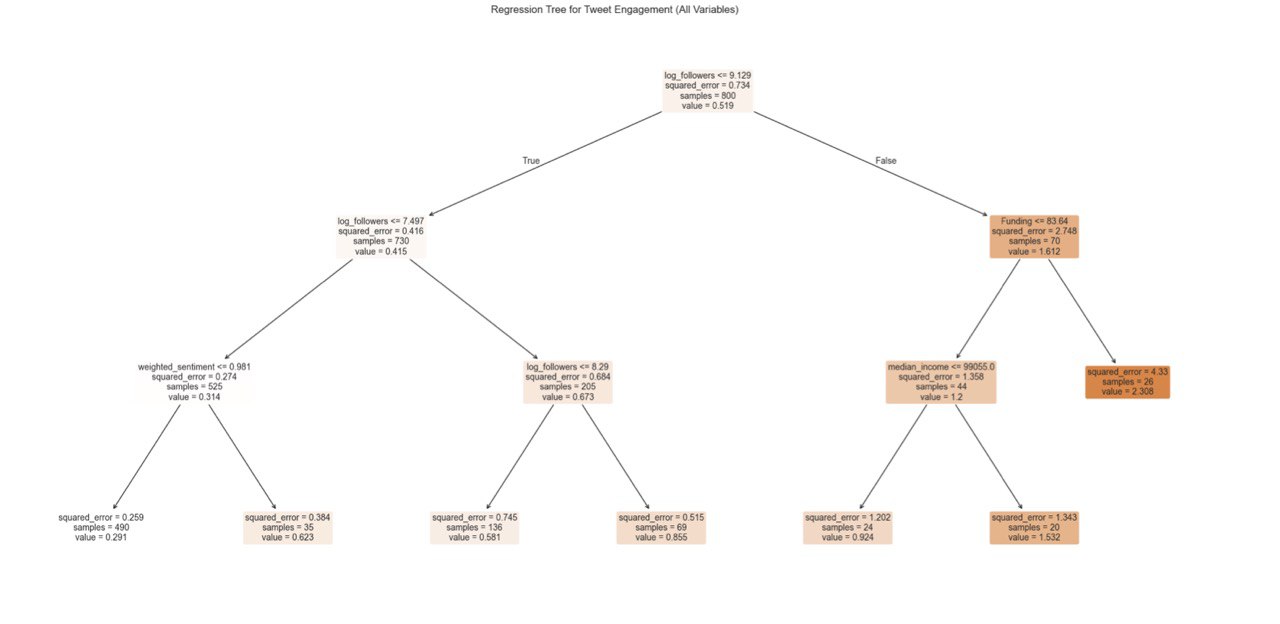 Regression Tree for Tweet Engagement (All Variables)
log_followers <= 9.129
squared_error = 0.734
samples = 800
value = 0.519
True
False
log_followers <= 7.497
squared_error = 0.416
samples = 730
value = 0.415
Funding <= 83.64
squared_error = 2.748
samples = 70
value = 1.612
weighted_sentiment <= 0.981
squared_error = 0.274
samples = 525
value = 0.314
log_followers <= 8.29
squared_error = 0.684
samples = 205
value = 0.673
median_income <= 99055.0
squared_error = 1.358
samples = 44
value = 1.2
squared_error = 4.33
samples = 26
value = 2.308
squared_error = 0.259
samples = 490
value = 0.291
squared_error = 0.384
samples = 35
value = 0.623
squared_error = 0.745
samples = 136
value = 0.581
squared_error = 0.515
samples = 69
value = 0.855
squared_error = 1.202
samples = 24
value = 0.924
squared_error = 1.343
samples = 20
value = 1.532